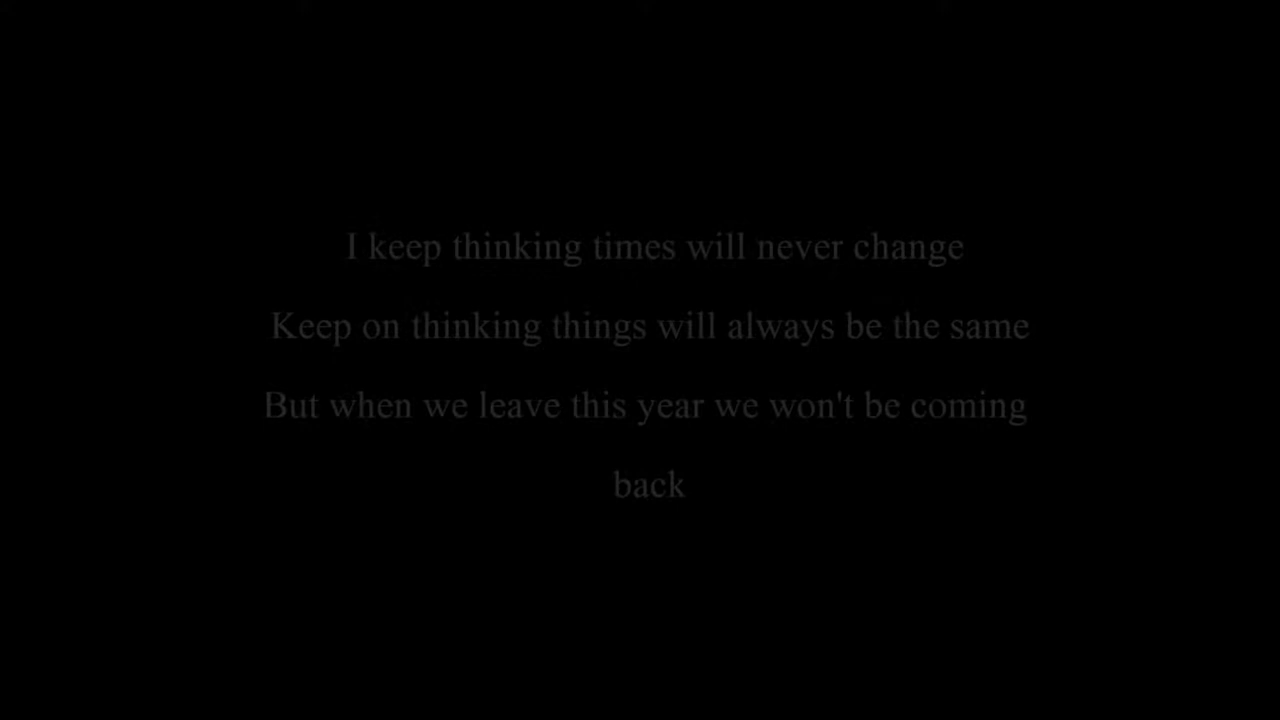 I keep thinking times will never change
Keep on thinking things will always be the same
But when we leave this year we won't be coming
back